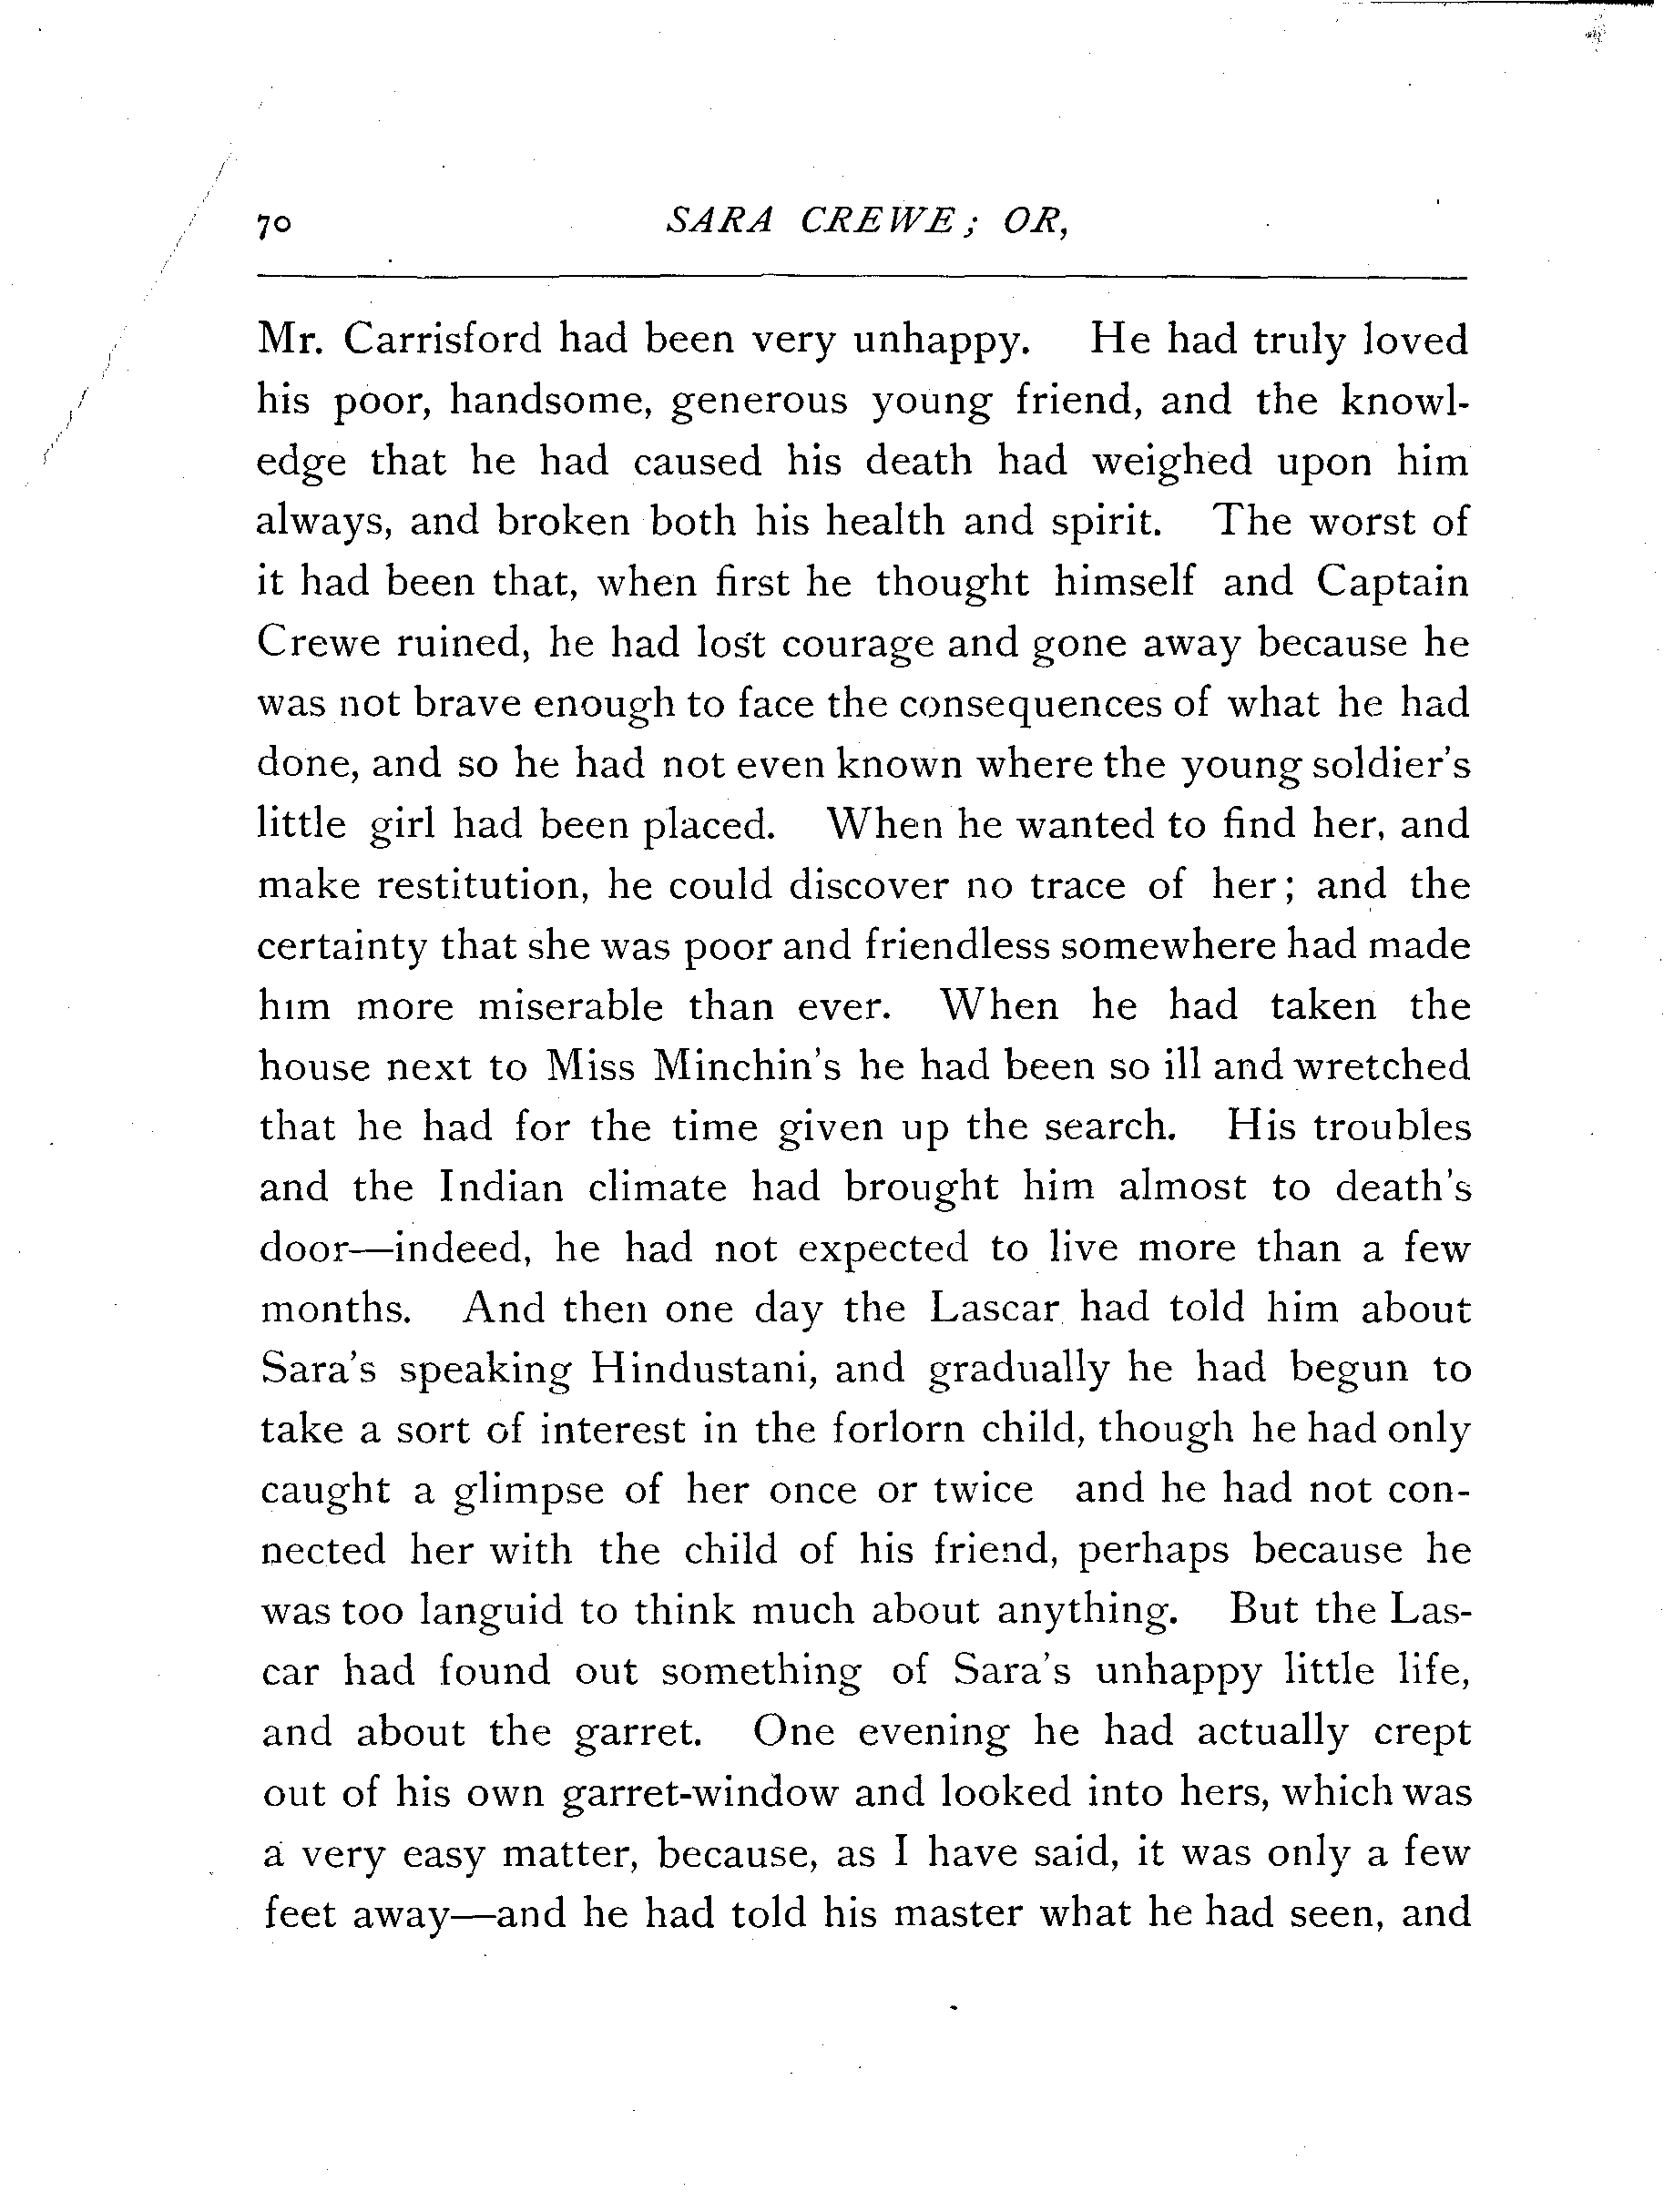 70 SARA CREWE; OR,
Mr. Carrisford had been very unhappy. He had truly loved
his poor, handsome, generous young friend, and the knowl-
edge that he had caused his death had weighed upon him
always, and broken both his health and spirit. The worst of
it had been that, when first he thought himself and Captain
Crewe ruined, he had lost courage and gone away because he
was not brave enough to face the consequences of what he had
done, and so he had not even known where the young soldier's
little girl had been placed. When he wanted to find her, and
make restitution, he could discover no trace of her; and the
certainty that she was poor and friendless somewhere had made
him more miserable than ever. When he had taken the
house next to Miss Minchin's he had been so ill and wretched
that he had for the time given up the search. His troubles
and the Indian climate had brought him almost to death's
door—indeed, he had not expected to live more than a few
months. And then one day the Lascar had told him about
Sara's speaking Hindustani, and gradually he had begun to
take a sort of interest in the forlorn child, though he had only
caught a glimpse of her once or twice and he had not con-
nected her with the child of his friend, perhaps because he
was too languid to think much about anything. But the Las-
car had found out something of Sara's unhappy little life,
and about the garret. One evening he had actually crept
out of his own garret-window and looked into hers, which was
a very easy matter, because, as I have said, it was only a few
feet away—and he had told his master what he had seen, and